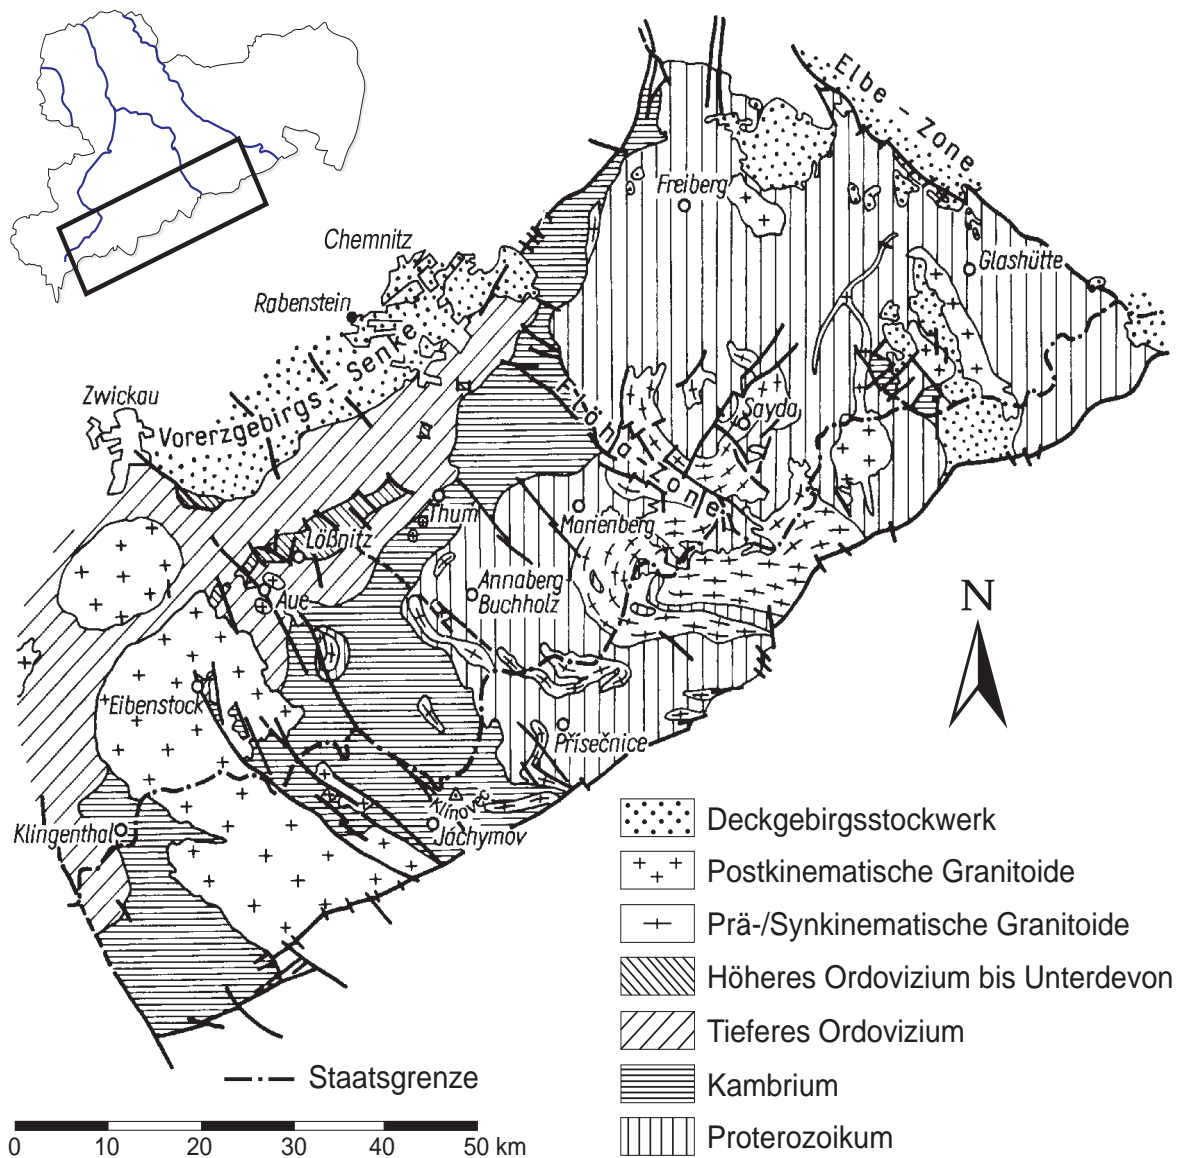 Elbe – Zone
Freiberg
Chemnitz
Glashütte
Rabenstein
Vorerzgebirgs – Senke
Zwickau
Flöha – Zone
Sayda
Thum
Marienberg
Lößnitz
Annaberg
Buchholz
Aue
N
Eibenstock
Přísečnice
Klínovec
Klingenthal
Jáchymov
Deckgebirgsstockwerk
Postkinematische Granitoide
Prä-/Synkinematische Granitoide
Höheres Ordovizium bis Unterdevon
Tieferes Ordovizium
Kambrium
Proterozoikum
Staatsgrenze
0 10 20 30 40 50 km